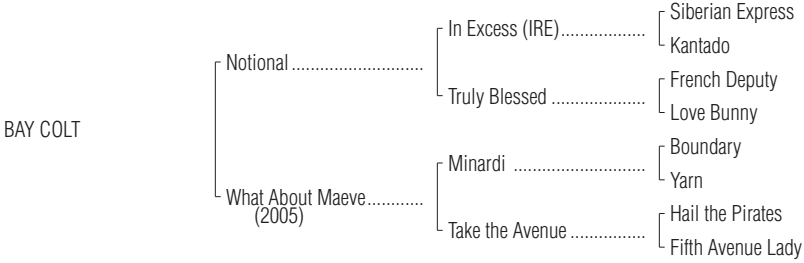 Siberian Express
In Excess (IRE)...................
Kantado
Notional ............................
French Deputy
Truly Blessed ....................
Love Bunny
BAY COLT
Boundary
Minardi ............................
Yarn
What About Maeve............
(2005)
Hail the Pirates
Take the Avenue ................
Fifth Avenue Lady